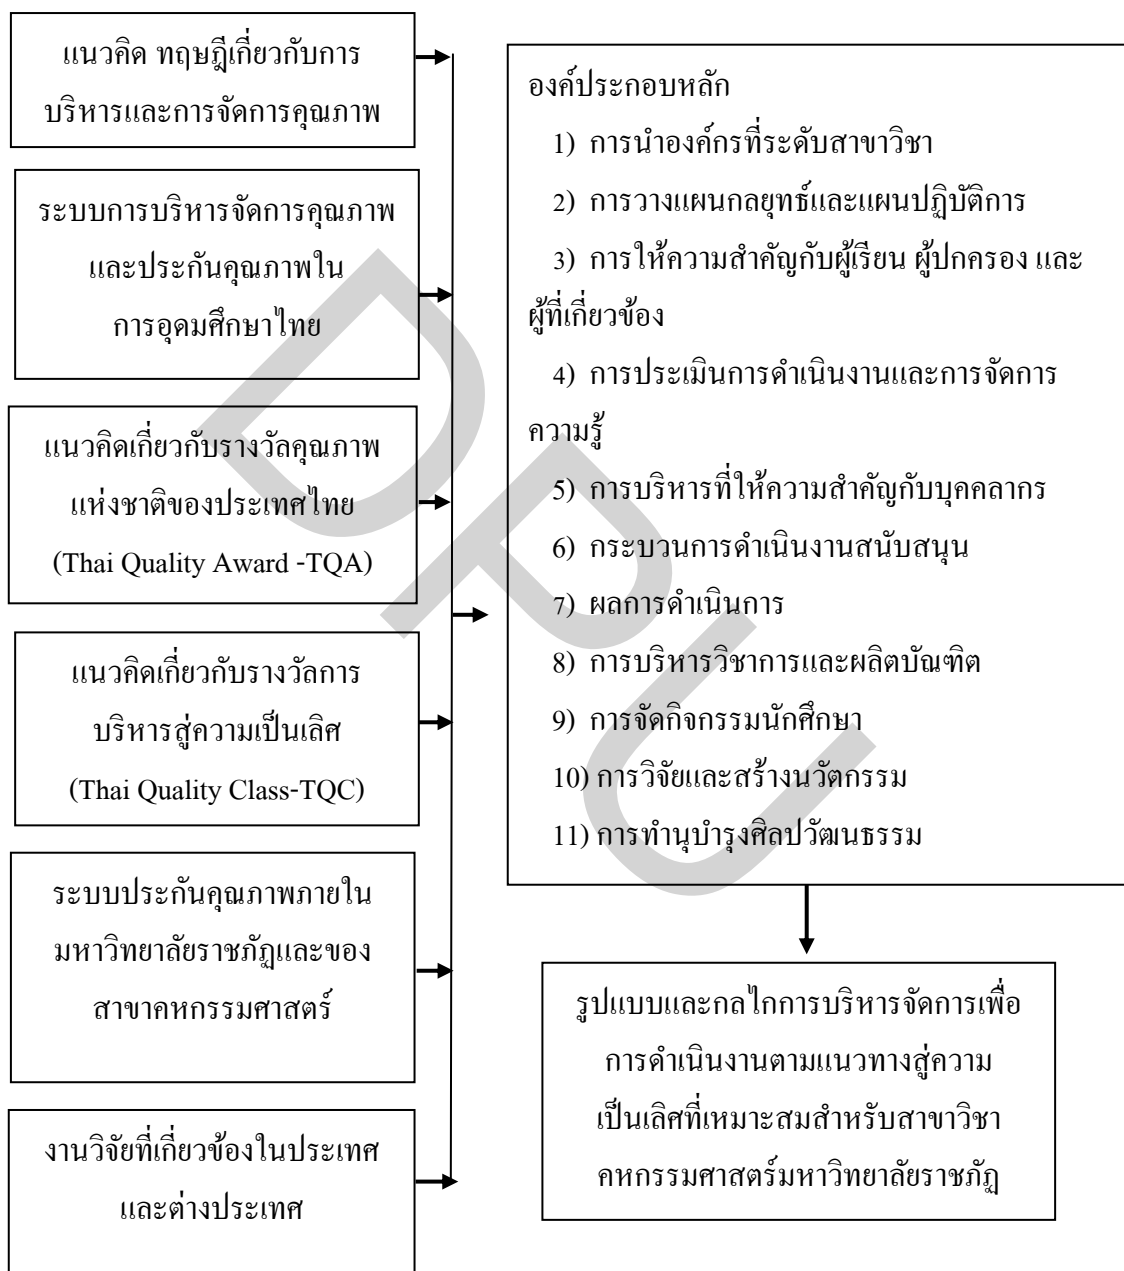 แนวคิด ทฤษฎีเกี่ยวกับการ
บริหารและการจัดการคุณภาพ
ระบบการบริหารจัดการคุณภาพ
และประกันคุณภาพใน
การอุดมศึกษาไทย
แนวคิดเกี่ยวกับรางวัลคุณภาพ
แห่งชาติของประเทศไทย
(Thai Quality Award -TQA)
แนวคิดเกี่ยวกับรางวัลการ
บริหารสู่ความเป็นเลิศ
(Thai Quality Class-TQC)
ระบบประกันคุณภาพภายใน
มหาวิทยาลัยราชภัฏและของ
สาขาคหกรรมศาสตร์
งานวิจัยที่เกี่ยวข้องในประเทศ
และต่างประเทศ
องค์ประกอบหลัก
1) การนำองค์กรที่ระดับสาขาวิชา
2) การวางแผนกลยุทธ์และแผนปฏิบัติการ
3) การให้ความสำคัญกับผู้เรียน ผู้ปกครอง และ
ผู้ที่เกี่ยวข้อง
4) การประเมินการดำเนินงานและการจัดการ
ความรู้
5) การบริหารที่ให้ความสำคัญกับบุคคลากร
6) กระบวนการดำเนินงานสนับสนุน
7) ผลการดำเนินการ
8) การบริหารวิชาการและผลิตบัณฑิต
9) การจัดกิจกรรมนักศึกษา
10) การวิจัยและสร้างนวัตกรรม
11) การทำนุบำรุงศิลปวัฒนธรรม
รูปแบบและกลไกการบริหารจัดการเพื่อ
การดำเนินงานตามแนวทางสู่ความ
เป็นเลิศที่เหมาะสมสำหรับสาขาวิชา
คหกรรมศาสตร์มหาวิทยาลัยราชภัฏ
DPU